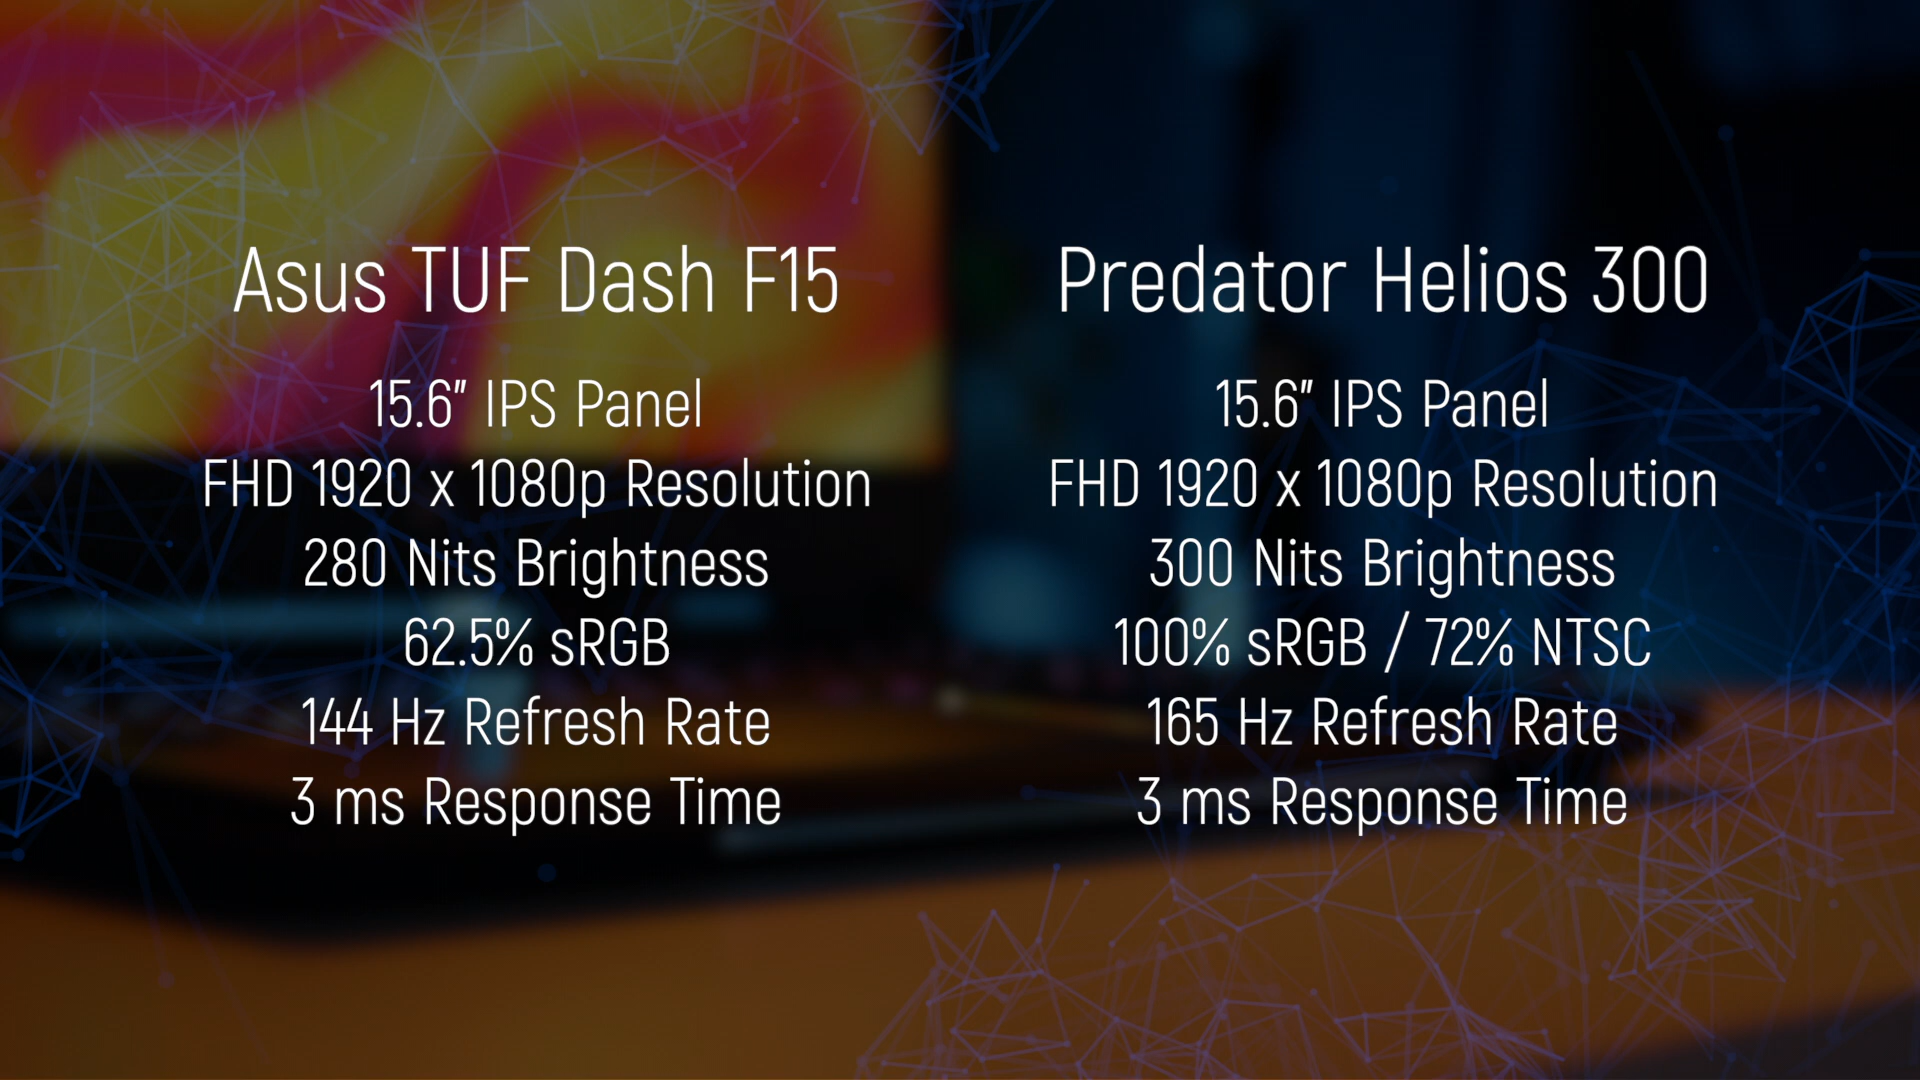 Asus TUF Dash F15
15.6" IPS Panel
FHD 1920 x 1080p Resolution
280 Nits Brightness
62.5% sRGB
144 Hz Refresh Rate
3 ms Response Time
Predator Helios 300
15.6" IPS Panel
FHD 1920 x 1080p Resolution
300 Nits Brightness
100% sRGB / 72% NTSC
165 Hz Refresh Rate
3 ms Response Time